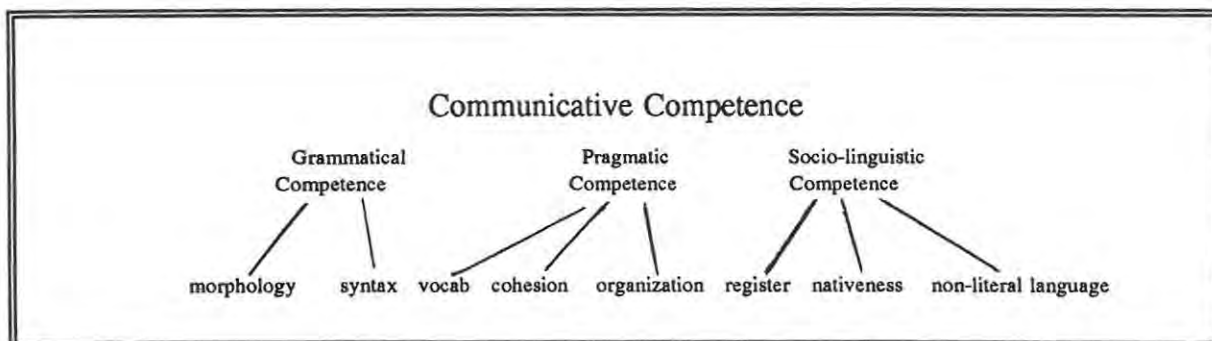 Communicative Competence
Grammatical Pragmatic Socio-linguistic
Competence Competence Competence
morphology syntax vocab cohesion organization register nativeness non-literal language